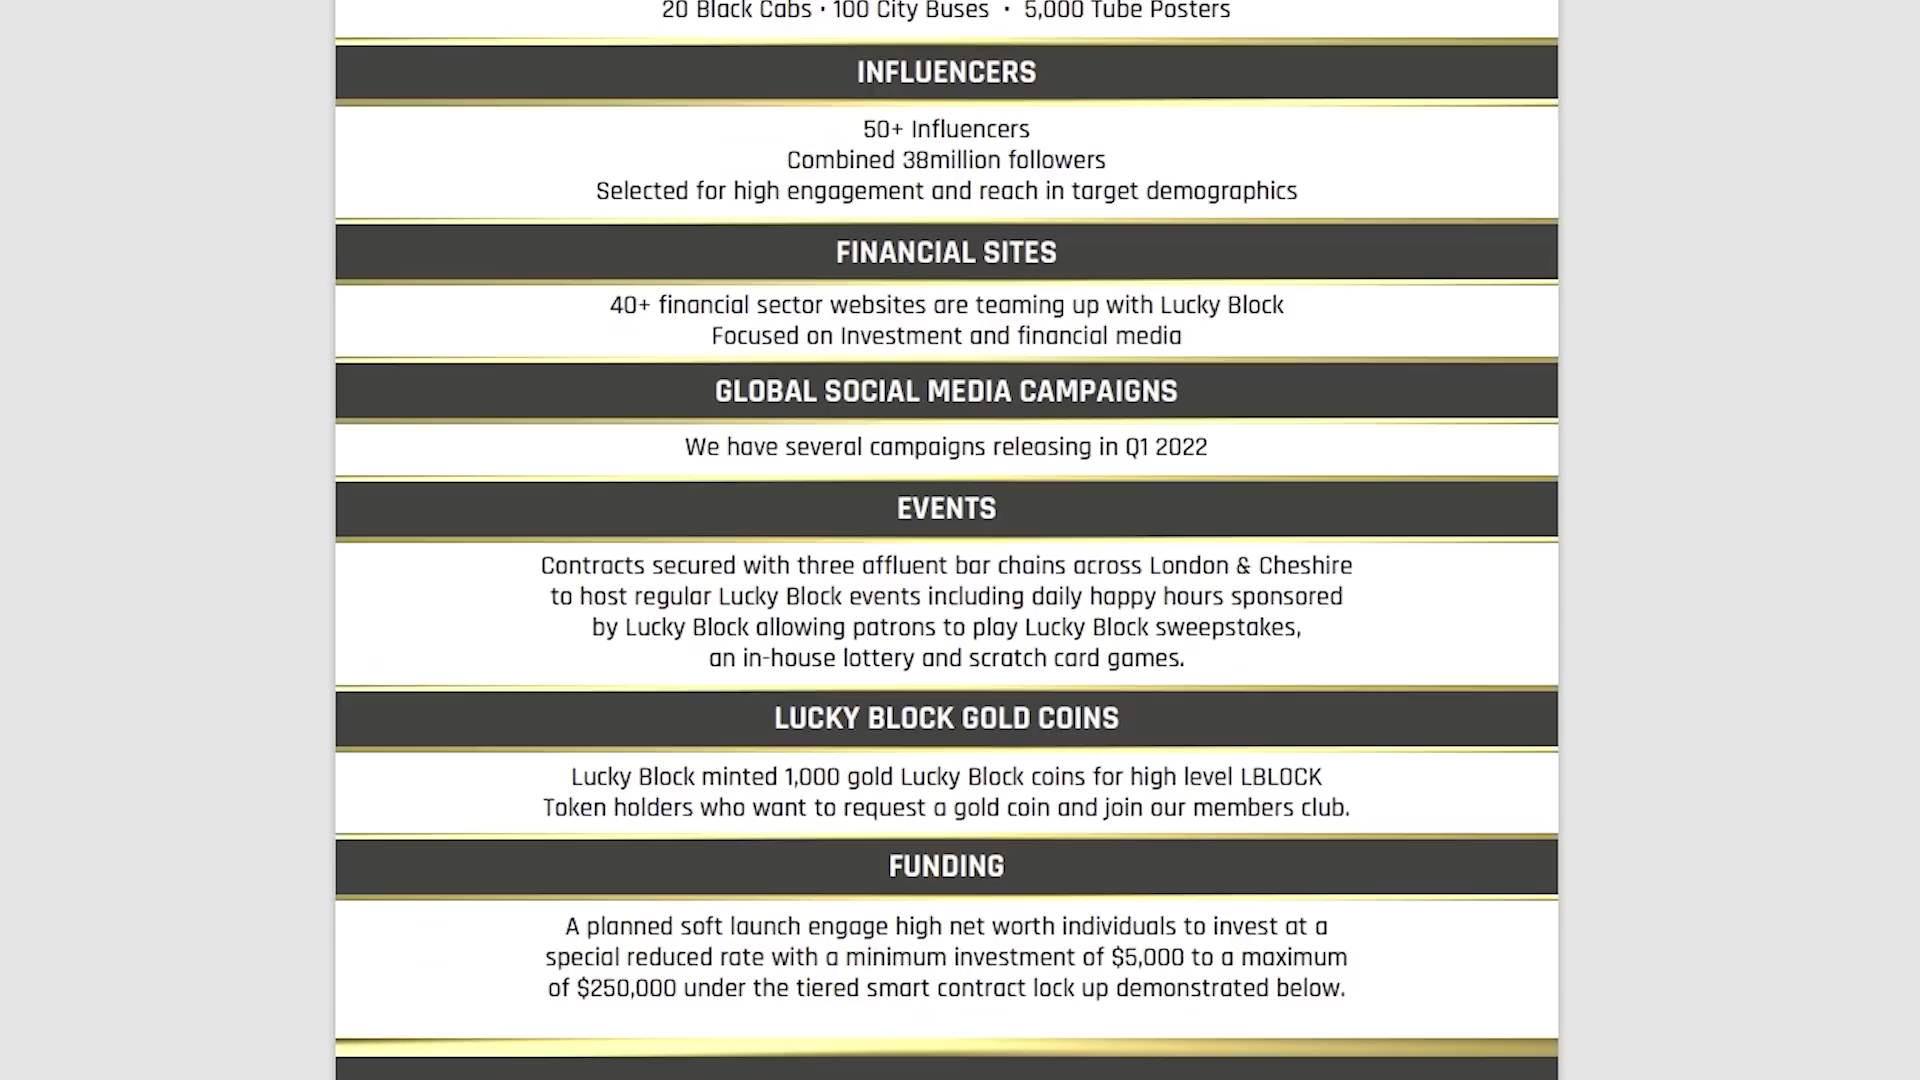 20 Black Cabs · 100 City Buses · 5,000 Tube Posters
INFLUENCERS
50+ Influencers
Combined 38million followers
Selected for high engagement and reach in target demographics
FINANCIAL SITES
40+ financial sector websites are teaming up with Lucky Block
Focused on Investment and financial media
GLOBAL SOCIAL MEDIA CAMPAIGNS
We have several campaigns releasing in Q1 2022
EVENTS
Contracts secured with three affluent bar chains across London & Cheshire
to host regular Lucky Block events including daily happy hours sponsored
by Lucky Block allowing patrons to play Lucky Block sweepstakes,
an in-house lottery and scratch card games.
LUCKY BLOCK GOLD COINS
Lucky Block minted 1,000 gold Lucky Block coins for high level LBLOCK
Token holders who want to request a gold coin and join our members club.
FUNDING
A planned soft launch engage high net worth individuals to invest at a
special reduced rate with a minimum investment of $5,000 to a maximum
of $250,000 under the tiered smart contract lock up demonstrated below.